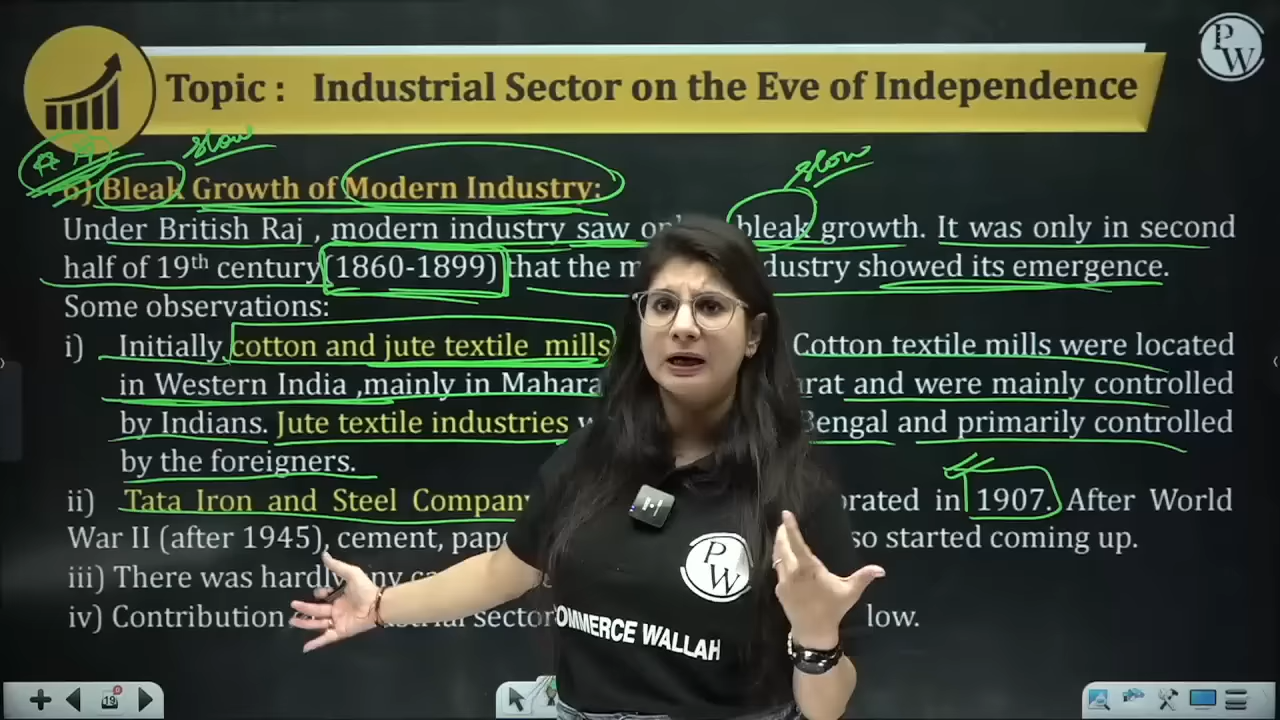 PW
Topic : Industrial Sector on the Eve of Independence
slow
slow
6) Bleak Growth of Modern Industry:
Under British Raj , modern industry saw bleak growth. It was only in second
half of 19th century (1860-1899) that the industry showed its emergence.
Some observations:
i) Initially, cotton and jute textile mills Cotton textile mills were located
in Western India ,mainly in and were mainly controlled
by Indians. Jute textile industries Bengal and primarily controlled
by the foreigners.
ii) Tata Iron and Steel Company in 1907. After World
War II (after 1945), cement, started coming up.
iii) There was hardly
iv) Contribution sector low.
PW
COMMERCE WALLAH
19